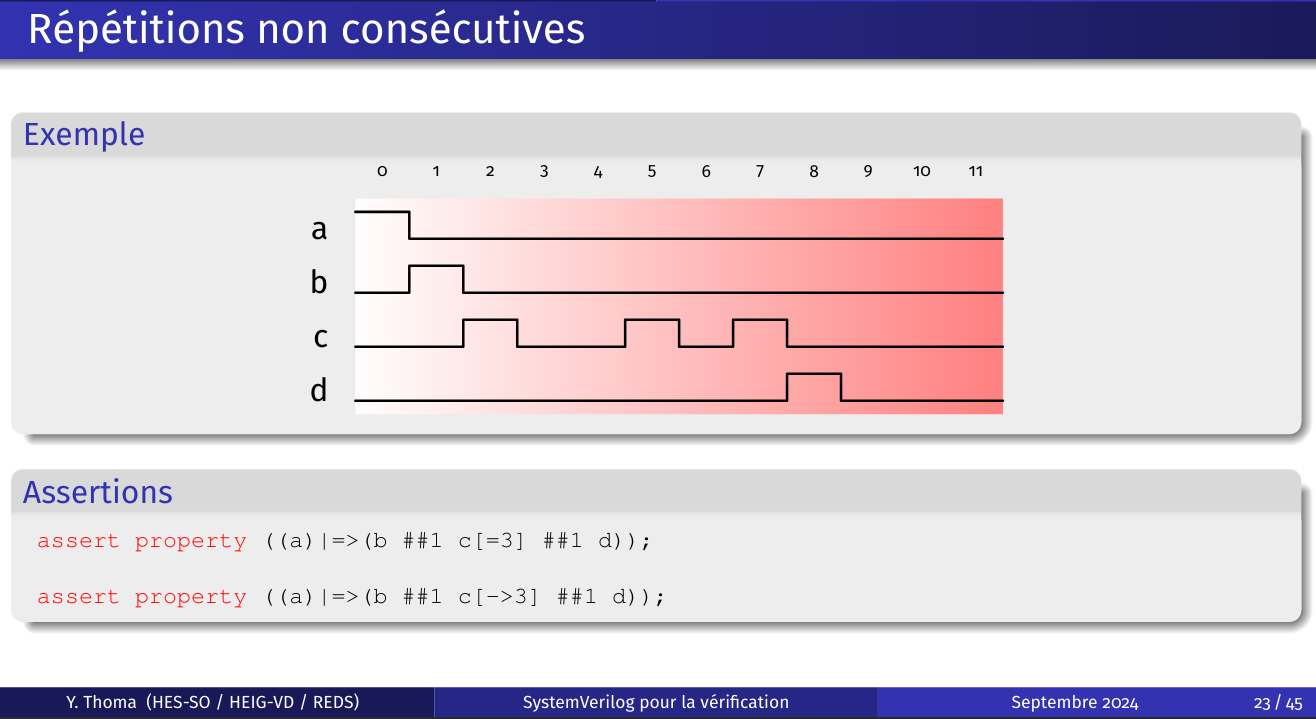 Répétitions non consécutives
Exemple
0 1 2 3 4 5 6 7 8 9 10 11
a
b
c
d
Assertions
assert property ((a)|=>(b ##1 c[=3] ##1 d));
assert property ((a)|=>(b ##1 c[->3] ##1 d));
Y. Thoma (HES-SO / HEIG-VD / REDS) SystemVerilog pour la vérification Septembre 2024 23 / 45